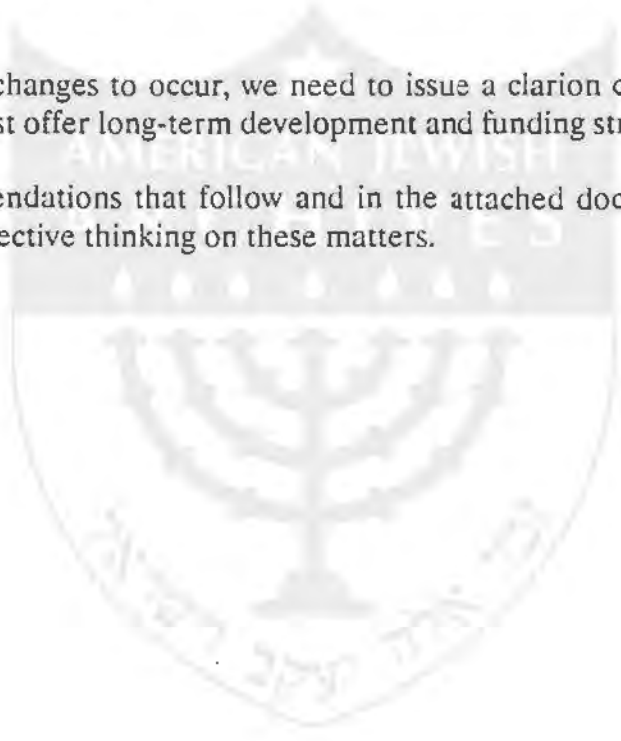 changes to occur, we need to issue a clarion c
st offer long-term development and funding str
AMERICAN JEWISH
endations that follow and in the attached doc
ective thinking on these matters.